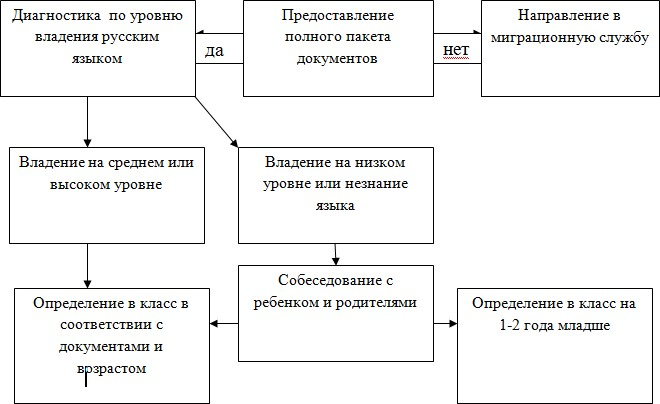 Диагностика по уровню
владения русским
языком
да
Предоставление
полного пакета
документов
нет
Направление в
миграционную службу
Владение на среднем или
высоком уровне
Владение на низком
уровне или незнание
языка
Определение в класс в
соответствии с
документами и
возрастом
Собеседование с
ребенком и родителями
Определение в класс на
1-2 года младше